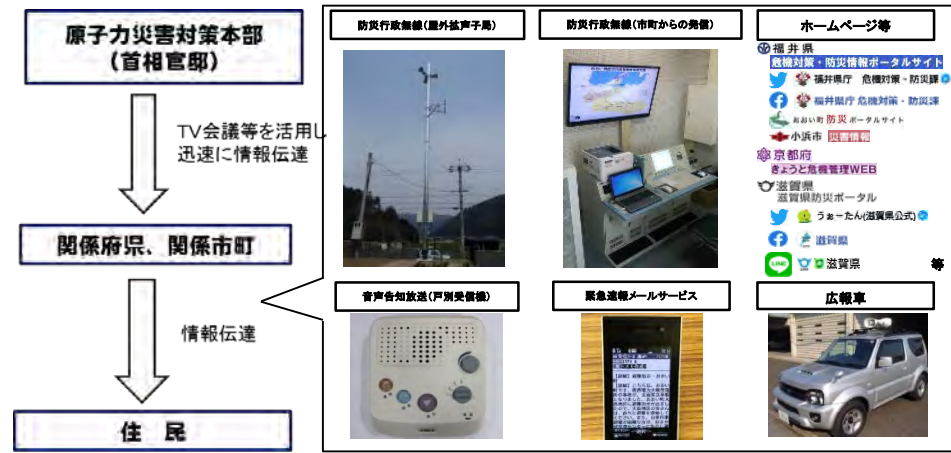 原子力災害対策本部
(首相官邸)
TV会議等を活用し
迅速に情報伝達
関係府県、関係市町
情報伝達
住 民
防災行政無線(屋外拡声子局)
防災行政無線(市町からの発信)
ホームページ等
福井県
危機対策・防災情報ポータルサイト
福井県庁 危機対策・防災課
福井県庁 危機対策・防災課
おおい町 防災 ポータルサイト
小浜市 災害情報
京都府
きょうと危機管理WEB
滋賀県
滋賀県防災ポータル
うぉーたん(滋賀県公式)
滋賀県
LINE 滋賀県 等
音声告知放送(戸別受信機)
緊急速報メールサービス
広報車